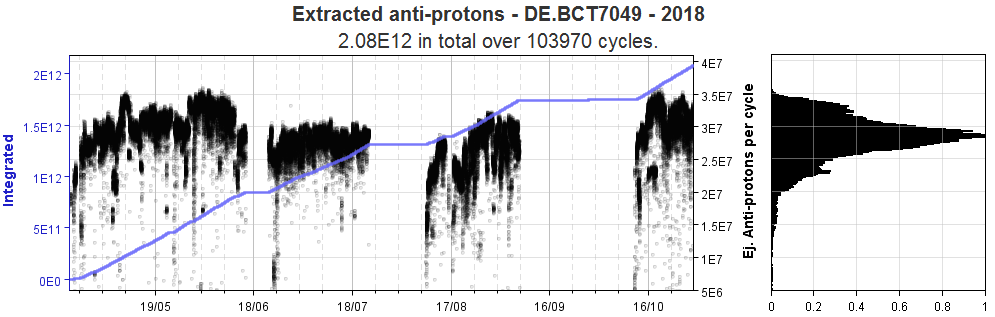 Extracted anti-protons - DE.BCT7049 - 2018
2.08E12 in total over 103970 cycles.
Integrated
2E12
1.5E12
1E12
5E11
0E0
4E7
3.5E7
3E7
2.5E7
2E7
1.5E7
1E7
5E6
Ej. Anti-protons per cycle
19/05 18/06 18/07 17/08 16/09 16/10
0 0.2 0.4 0.6 0.8 1